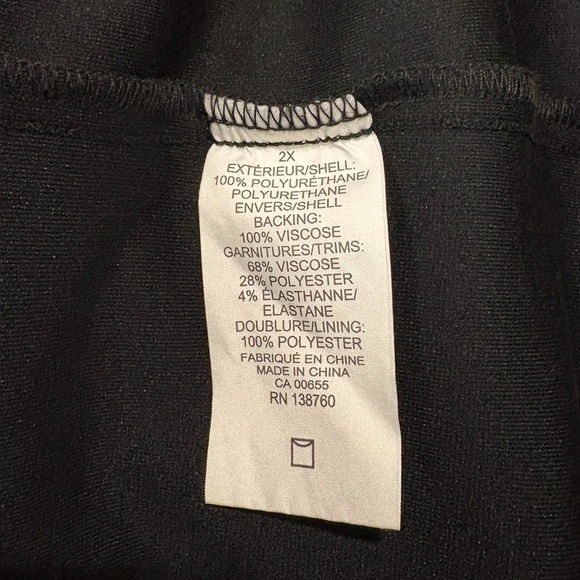 2X
EXTÉRIEUR/SHELL:
100% POLYURÉTHANE/
POLYURETHANE
ENVERS/SHELL
BACKING:
100% VISCOSE
GARNITURES/TRIMS:
68% VISCOSE
28% POLYESTER
4% ÉLASTHANNE/
ELASTANE
DOUBLURE/LINING:
100% POLYESTER
FABRIQUÉ EN CHINE
MADE IN CHINA
CA 00655
RN 138760